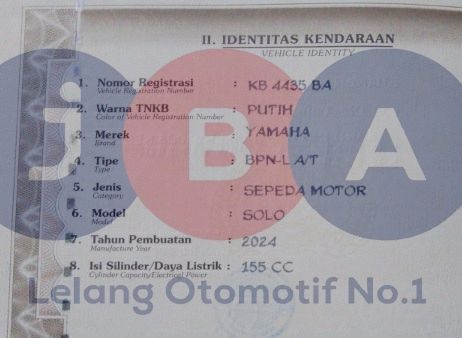 II. IDENTITAS KENDARAAN
VEHICLE IDENTITY
1. Nomor Registrasi : KB 4435 BA
Vehicle Registration Number
2. Warna TNKB : PUTIH
Color of Vehicle Registration Number
3. Merek : YAMAHA
Brand
4. Tipe : BPN-L A/T
Type
5. Jenis : SEPEDA MOTOR
Category
6. Model : SOLO
Model
7. Tahun Pembuatan : 2024
Manufacture Year
8. Isi Silinder/Daya Listrik : 155 CC
Cylinder Capacity/Electrical Power
jBA
Lelang Otomotif No.1